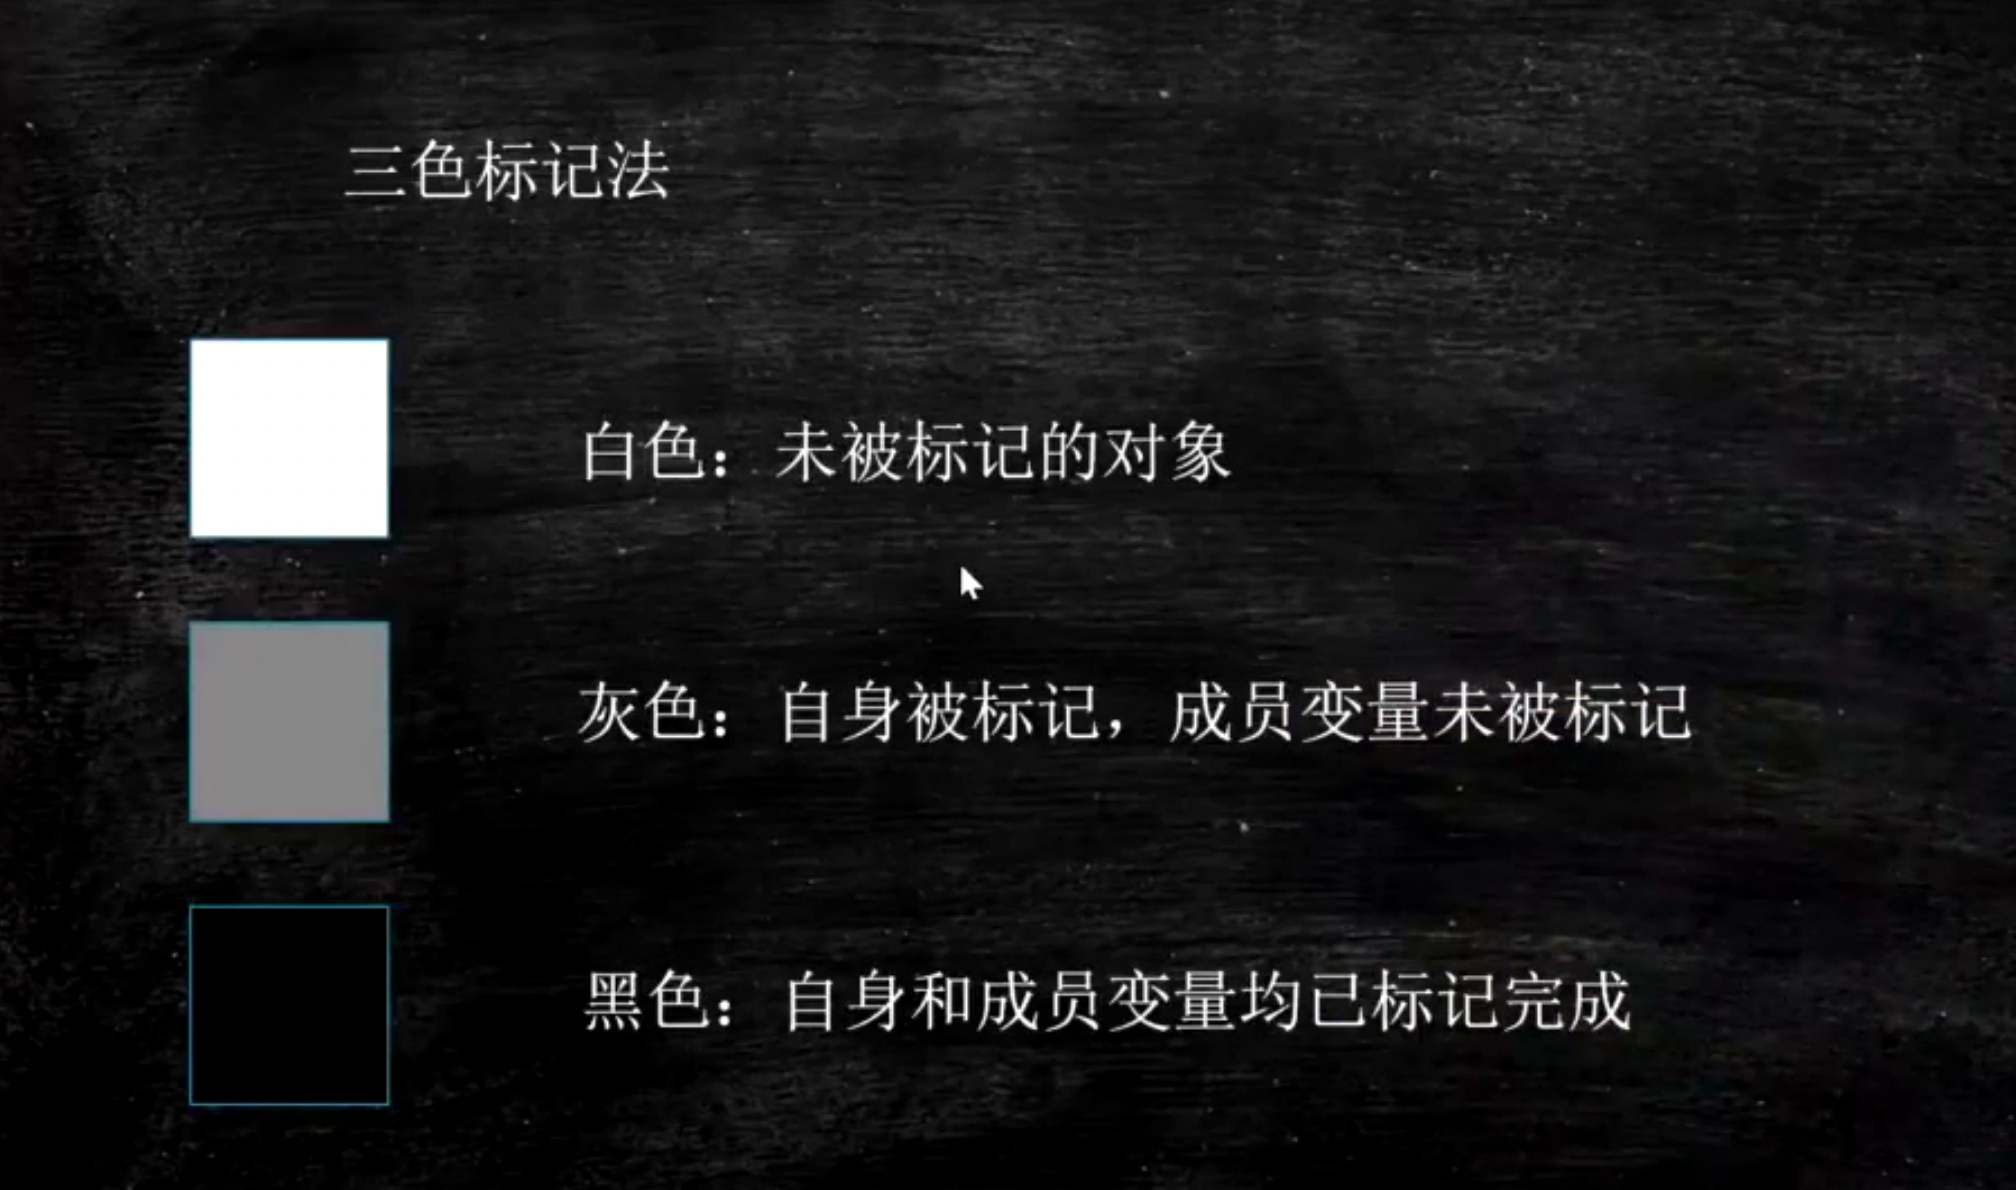 三色标记法
白色：未被标记的对象
灰色：自身被标记，成员变量未被标记
黑色：自身和成员变量均已标记完成